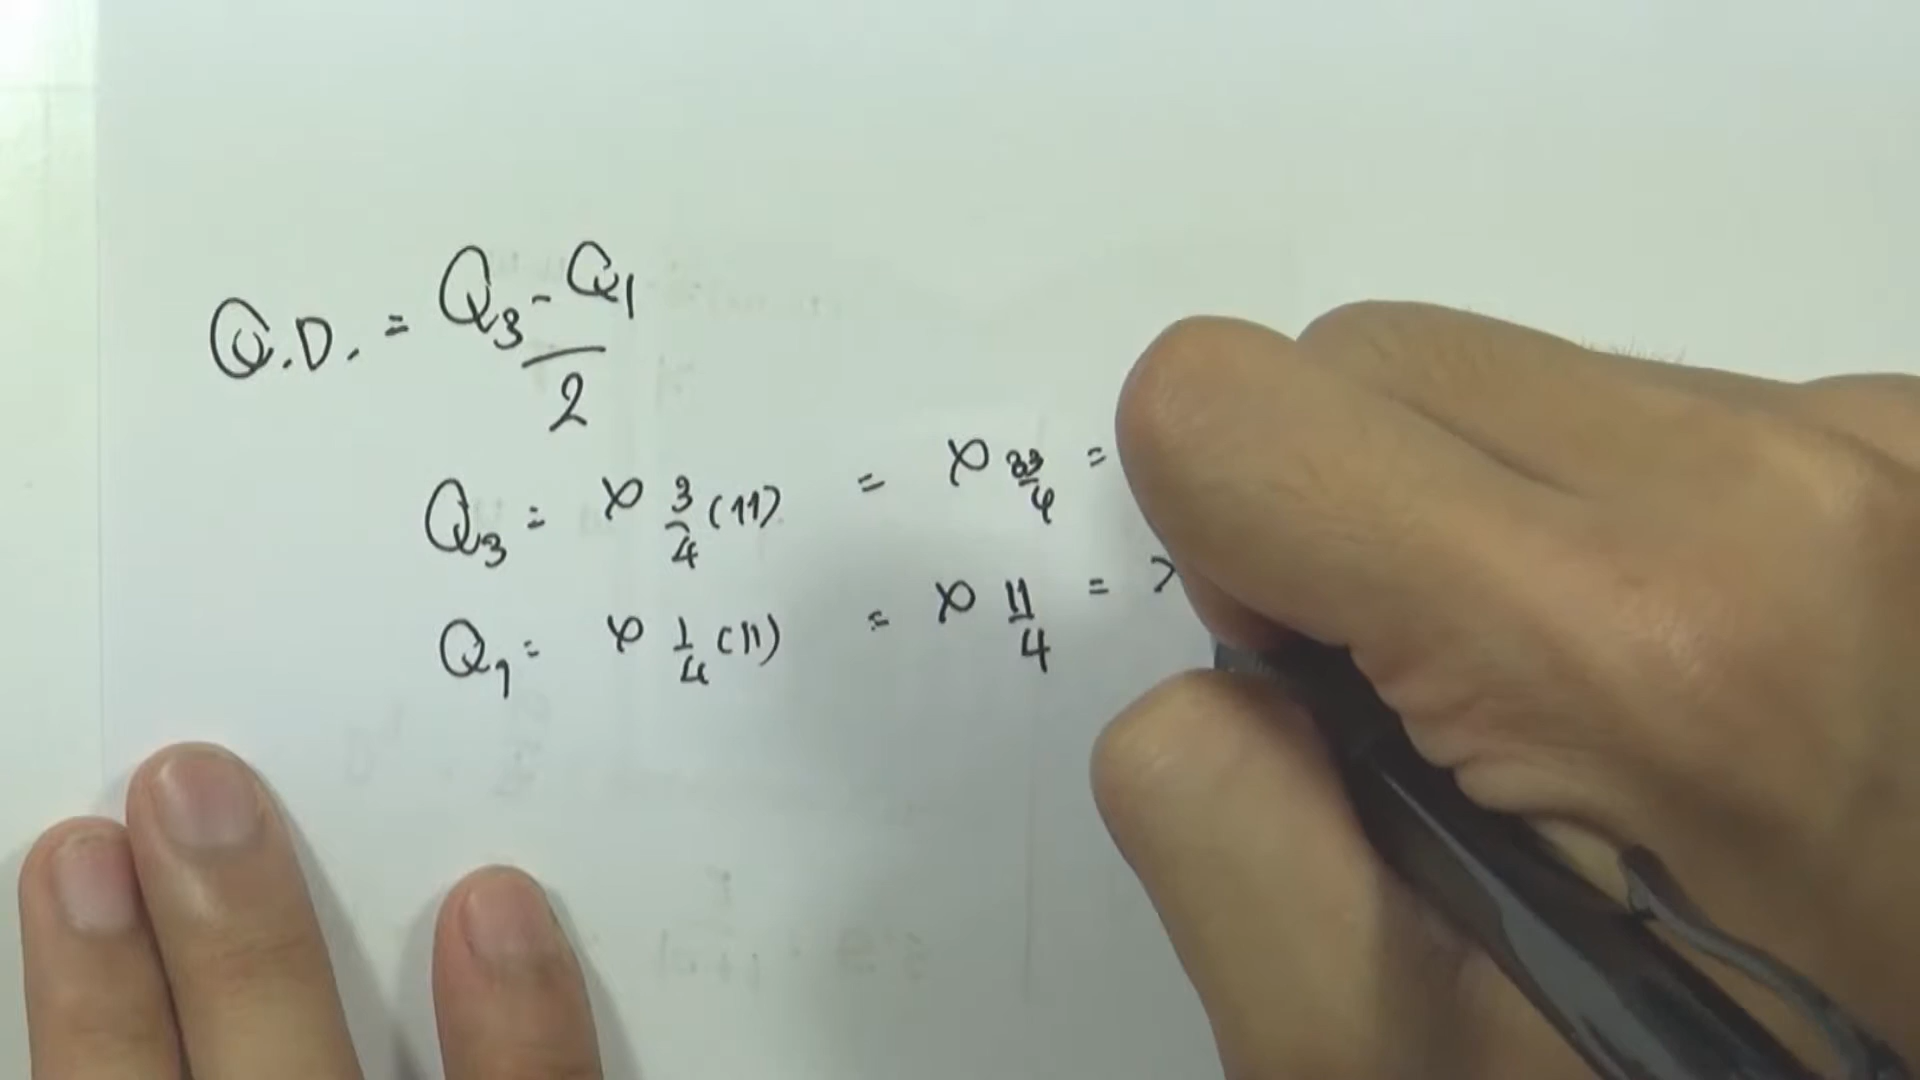 Q.D. = Q₃ - Q₁ / 2
Q₃ = x 3/4 (11) = x 33/4 =
Q₁ = x 1/4 (11) = x 11/4 =